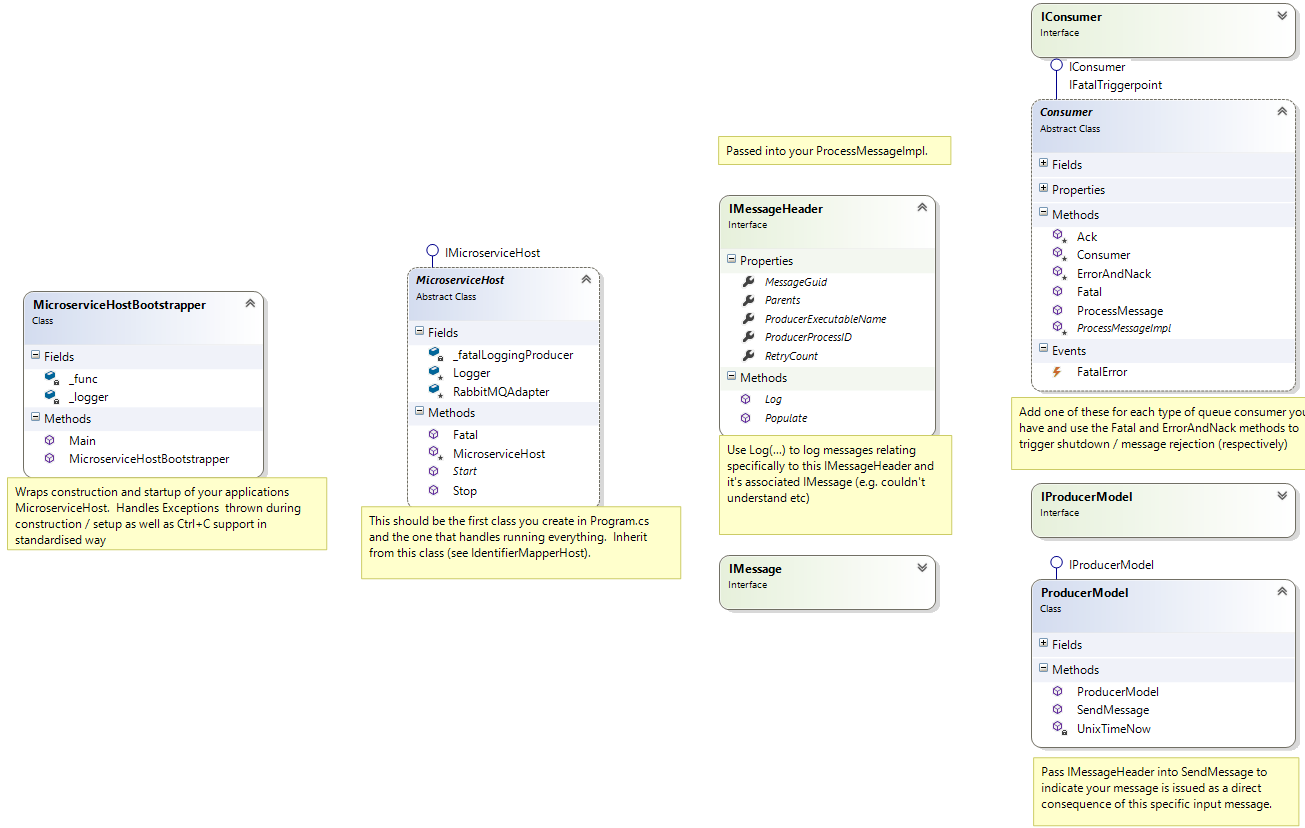 MicroserviceHostBootstrapper
Class
Fields
_func
_logger
Methods
Main
MicroserviceHostBootstrapper
Wraps construction and startup of your applications
MicroserviceHost.  Handles Exceptions  thrown during
construction / setup as well as Ctrl+C support in
standardised way
IMicroserviceHost
MicroserviceHost
Abstract Class
Fields
_fatalLoggingProducer
Logger
RabbitMQAdapter
Methods
Fatal
MicroserviceHost
Start
Stop
This should be the first class you create in Program.cs
and the one that handles running everything.  Inherit
from this class (see IdentifierMapperHost).
Passed into your ProcessMessageImpl.
IMessageHeader
Interface
Properties
MessageGuid
Parents
ProducerExecutableName
ProducerProcessID
RetryCount
Methods
Log
Populate
Use Log(...) to log messages relating
specifically to this IMessageHeader and
it's associated IMessage (e.g. couldn't
understand etc)
IMessage
Interface
IConsumer
Interface
IConsumer
IFatalTriggerpoint
Consumer
Abstract Class
Fields
Properties
Methods
Ack
Consumer
ErrorAndNack
Fatal
ProcessMessage
ProcessMessageImpl
Events
FatalError
Add one of these for each type of queue consumer you
have and use the Fatal and ErrorAndNack methods to
trigger shutdown / message rejection (respectively)
IProducerModel
Interface
IProducerModel
ProducerModel
Class
Fields
Methods
ProducerModel
SendMessage
UnixTimeNow
Pass IMessageHeader into SendMessage to
indicate your message is issued as a direct
consequence of this specific input message.